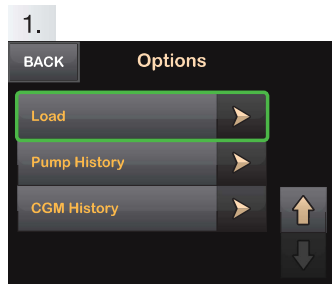 1.
BACK
Options
Load
Pump History
CGM History